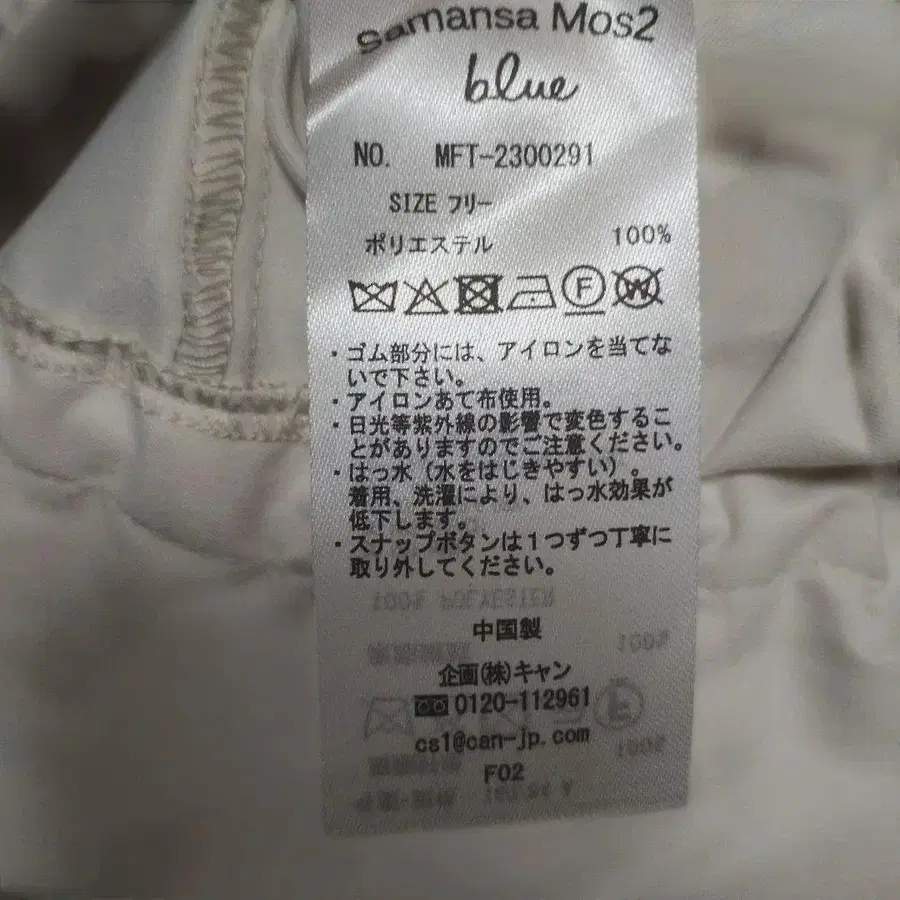 samansa Mos2
blue
NO. MFT-2300291
SIZE フリー
ポリエステル 100%
F W
・ゴム部分には、アイロンを当てな
いで下さい。
・アイロンあて布使用。
・日光等紫外線の影響で変色するこ
とがありますのでご注意ください。
・はっ水（水をはじきやすい）。
着用、洗濯により、はっ水効果が
低下します。
・スナップボタンは１つずつ丁寧に
取り外してください。
100% POLYESTER
中国製
100%
企画(株)キャン
0120-112961
cs1@can-jp.com
100%
F02